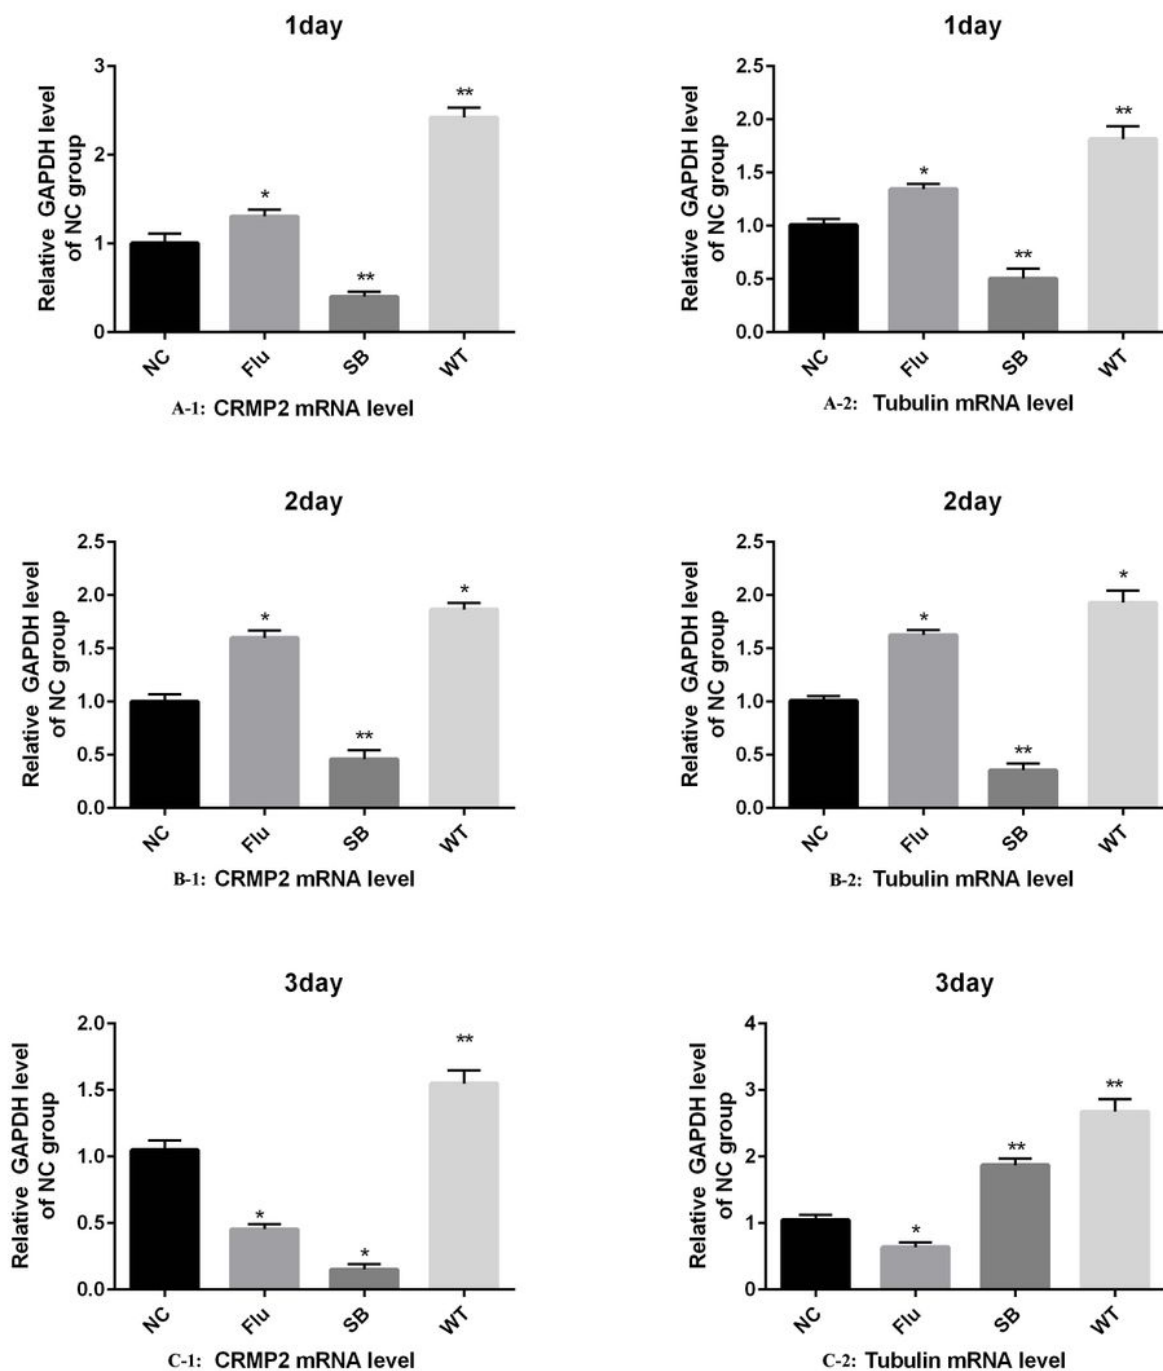 1day
Relative GAPDH level
of NC group
3
2
1
0
*
**
**
NC
Flu
SB
WT
A-1: CRMP2 mRNA level
1day
Relative GAPDH level
of NC group
2.5
2.0
1.5
1.0
0.5
0.0
*
**
**
NC
Flu
SB
WT
A-2: Tubulin mRNA level
2day
Relative GAPDH level
of NC group
2.5
2.0
1.5
1.0
0.5
0.0
*
**
*
NC
Flu
SB
WT
B-1: CRMP2 mRNA level
2day
Relative GAPDH level
of NC group
2.5
2.0
1.5
1.0
0.5
0.0
*
**
*
NC
Flu
SB
WT
B-2: Tubulin mRNA level
3day
Relative GAPDH level
of NC group
2.0
1.5
1.0
0.5
0.0
*
*
**
NC
Flu
SB
WT
C-1: CRMP2 mRNA level
3day
Relative GAPDH level
of NC group
4
3
2
1
0
*
**
**
NC
Flu
SB
WT
C-2: Tubulin mRNA level